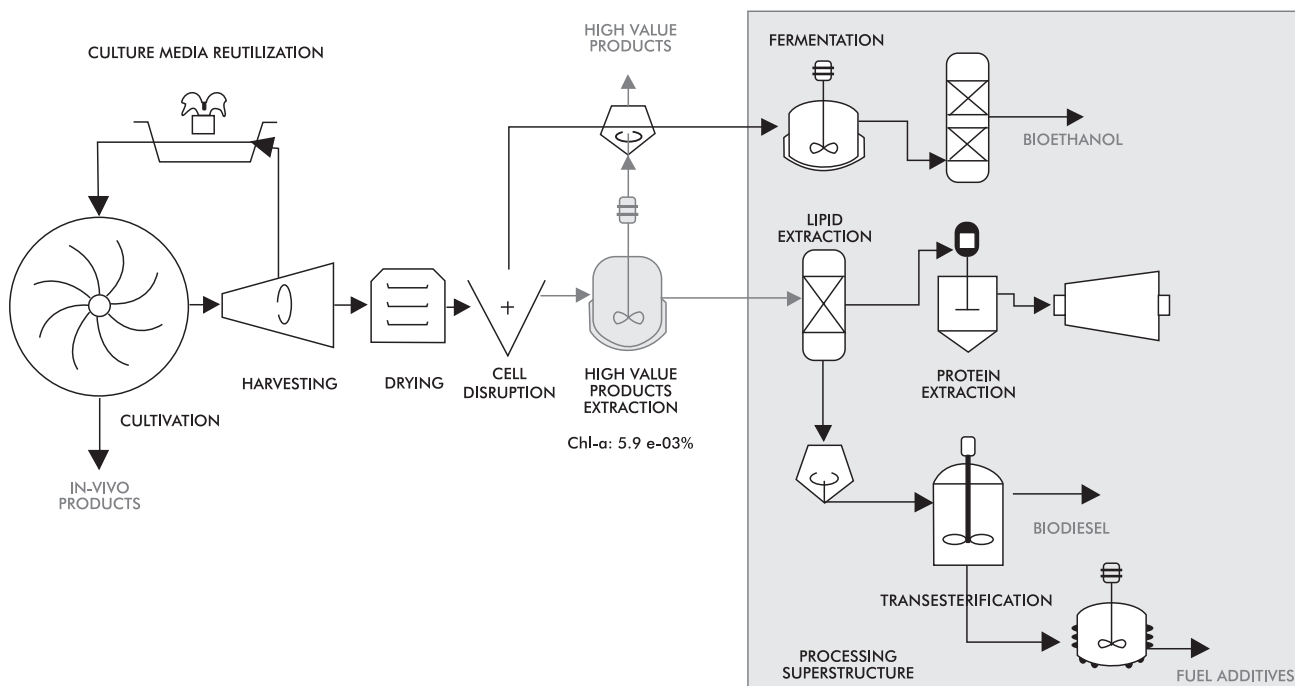 HIGH VALUE
PRODUCTS
FERMENTATION
CULTURE MEDIA REUTILIZATION
BIOETHANOL
LIPID
EXTRACTION
HARVESTING
DRYING
CELL
DISRUPTION
HIGH VALUE
PRODUCTS
EXTRACTION
PROTEIN
EXTRACTION
CULTIVATION
Chl-a: 5.9 e-03%
IN-VIVO
PRODUCTS
BIODIESEL
TRANSESTERIFICATION
PROCESSING
SUPERSTRUCTURE
FUEL ADDITIVES